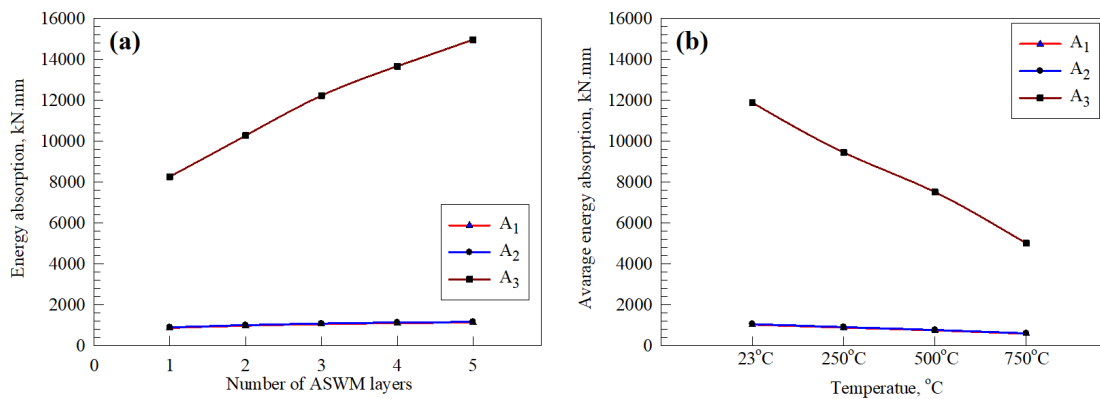 (a)
Energy absorption, kN.mm
16000
14000
12000
10000
8000
6000
4000
2000
0
0 1 2 3 4 5
Number of ASWM layers
A1
A2
A3
(b)
Avarage energy absorption, kN.mm
16000
14000
12000
10000
8000
6000
4000
2000
0
23°C 250°C 500°C 750°C
Temperatue, °C
A1
A2
A3